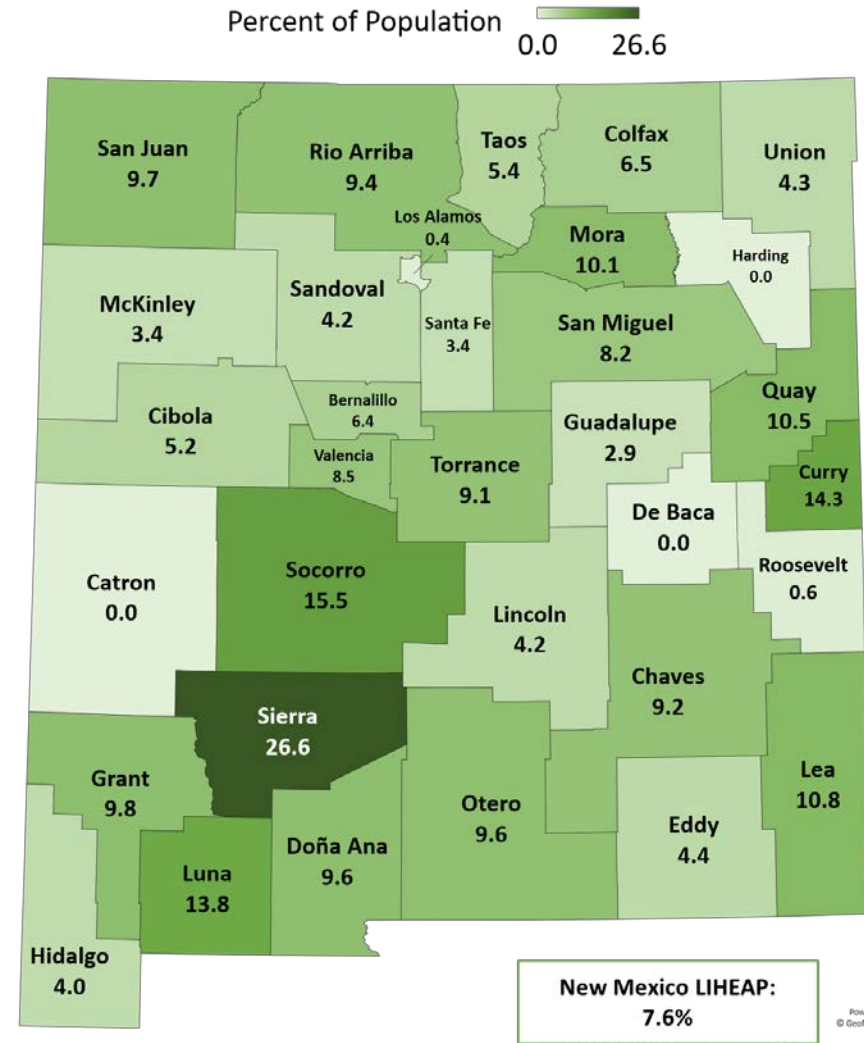 Percent of Population
0.0 26.6
San Juan
9.7
Rio Arriba
9.4
Taos
5.4
Colfax
6.5
Union
4.3
Los Alamos
0.4
Mora
10.1
Harding
0.0
McKinley
3.4
Sandoval
4.2
Santa Fe
3.4
San Miguel
8.2
Quay
10.5
Cibola
5.2
Bernalillo
6.4
Valencia
8.5
Torrance
9.1
Guadalupe
2.9
Curry
14.3
De Baca
0.0
Roosevelt
0.6
Catron
0.0
Socorro
15.5
Lincoln
4.2
Chaves
9.2
Sierra
26.6
Grant
9.8
Luna
13.8
Doña Ana
9.6
Otero
9.6
Eddy
4.4
Lea
10.8
Hidalgo
4.0
New Mexico LIHEAP:
7.6%